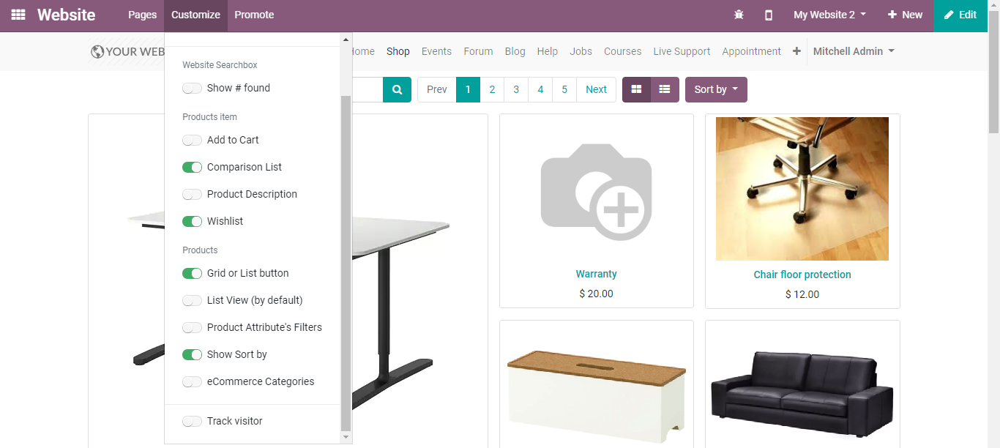 Website Pages Customize Promote My Website 2 New Edit
YOUR WEB Home Shop Events Forum Blog Help Jobs Courses Live Support Appointment + Mitchell Admin
Website Searchbox
Show # found
Prev 1 2 3 4 5 Next Sort by
Products item
Add to Cart
Comparison List
Product Description
Wishlist
Products
Grid or List button
List View (by default)
Product Attribute's Filters
Show Sort by
eCommerce Categories
Track visitor
Warranty
$ 20.00
Chair floor protection
$ 12.00